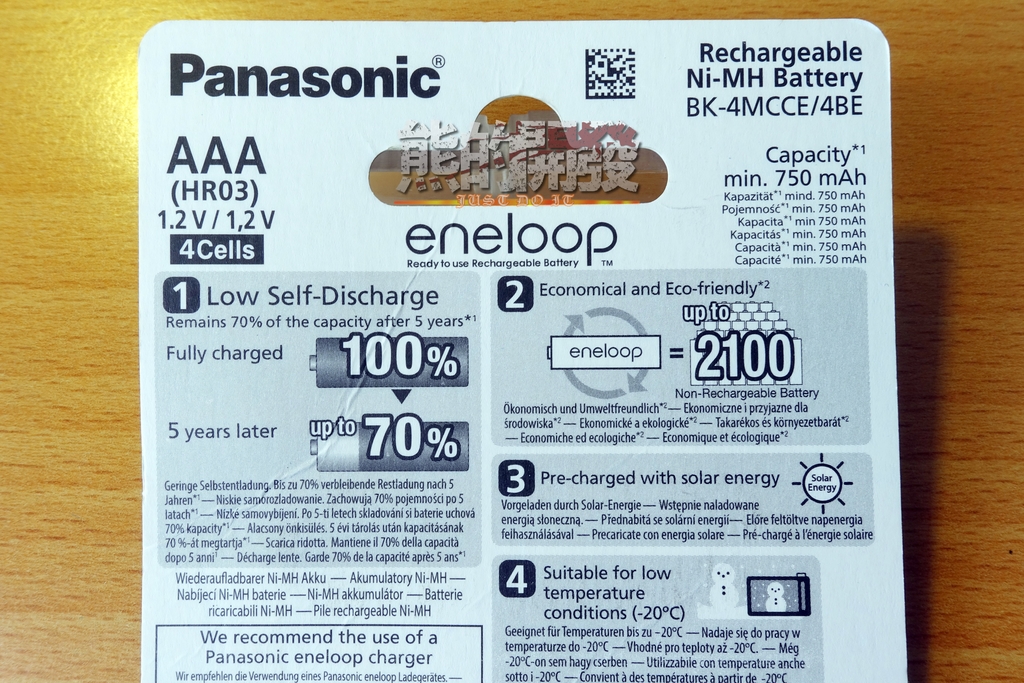 Panasonic®
Rechargeable
Ni-MH Battery
BK-4MCCE/4BE
AAA
(HR03)
1.2 V / 1,2 V
4Cells
熊的翻發
JUST DO IT
eneloop™
Ready to use Rechargeable Battery
Capacity*1
min. 750 mAh
Kapazität*1 mind. 750 mAh
Pojemność*1 min. 750 mAh
Kapacita*1 min 750 mAh
Kapacitás*1 min. 750 mAh
Capacità*1 min. 750 mAh
Capacité*1 min. 750 mAh
1 Low Self-Discharge
Remains 70% of the capacity after 5 years*1
Fully charged
100%
5 years later
up to 70%
Geringe Selbstentladung. Bis zu 70% verbleibende Restladung nach 5
Jahren*1 — Niskie samorozładowanie. Zachowują 70% pojemności po 5
latach*1 — Nízke samovybíjení. Po 5-ti letech skladování si baterie uchová
70% kapacity*1 — Alacsony önkisülés. 5 évi tárolás után kapacitásának
70 %-át megtartja*1 — Scarica ridotta. Mantiene il 70% della capacità
dopo 5 anni*1 — Décharge lente. Garde 70% de la capacité après 5 ans*1
Wiederaufladbarer Ni-MH Akku — Akumulatory Ni-MH —
Nabíjecí Ni-MH baterie — Ni-MH akkumulátor — Batterie
ricaricabili Ni-MH — Pile rechargeable Ni-MH
We recommend the use of a
Panasonic eneloop charger
Wir empfehlen die Verwendung eines Panasonic eneloop Ladegerätes. —
2 Economical and Eco-friendly*2
eneloop
=
up to
2100
Non-Rechargeable Battery
Ökonomisch und Umweltfreundlich*2 — Ekonomiczne i przyjazne dla
środowiska*2 — Ekonomické a ekologické*2 — Takarékos és környezetbarát*2
— Economiche ed ecologiche*2 — Economique et écologique*2
3 Pre-charged with solar energy
Solar
Energy
Vorgeladen durch Solar-Energie — Wstępnie naladowane
energią słoneczną. — Přednabitá se solární energií — Előre feltöltve napenergia
felhasználásával — Precaricate con energia solare — Pré-chargé à l'énergie solaire
4 Suitable for low
temperature
conditions (-20°C)
Geeignet für Temperaturen bis zu -20°C — Nadaje się do pracy w
temperaturze do -20°C — Vhodné pro teploty až -20°C. — Még
-20°C-on sem hagy cserben — Utilizzabile con temperature anche
sotto i -20°C — Convient à des températures à partir de -20°C